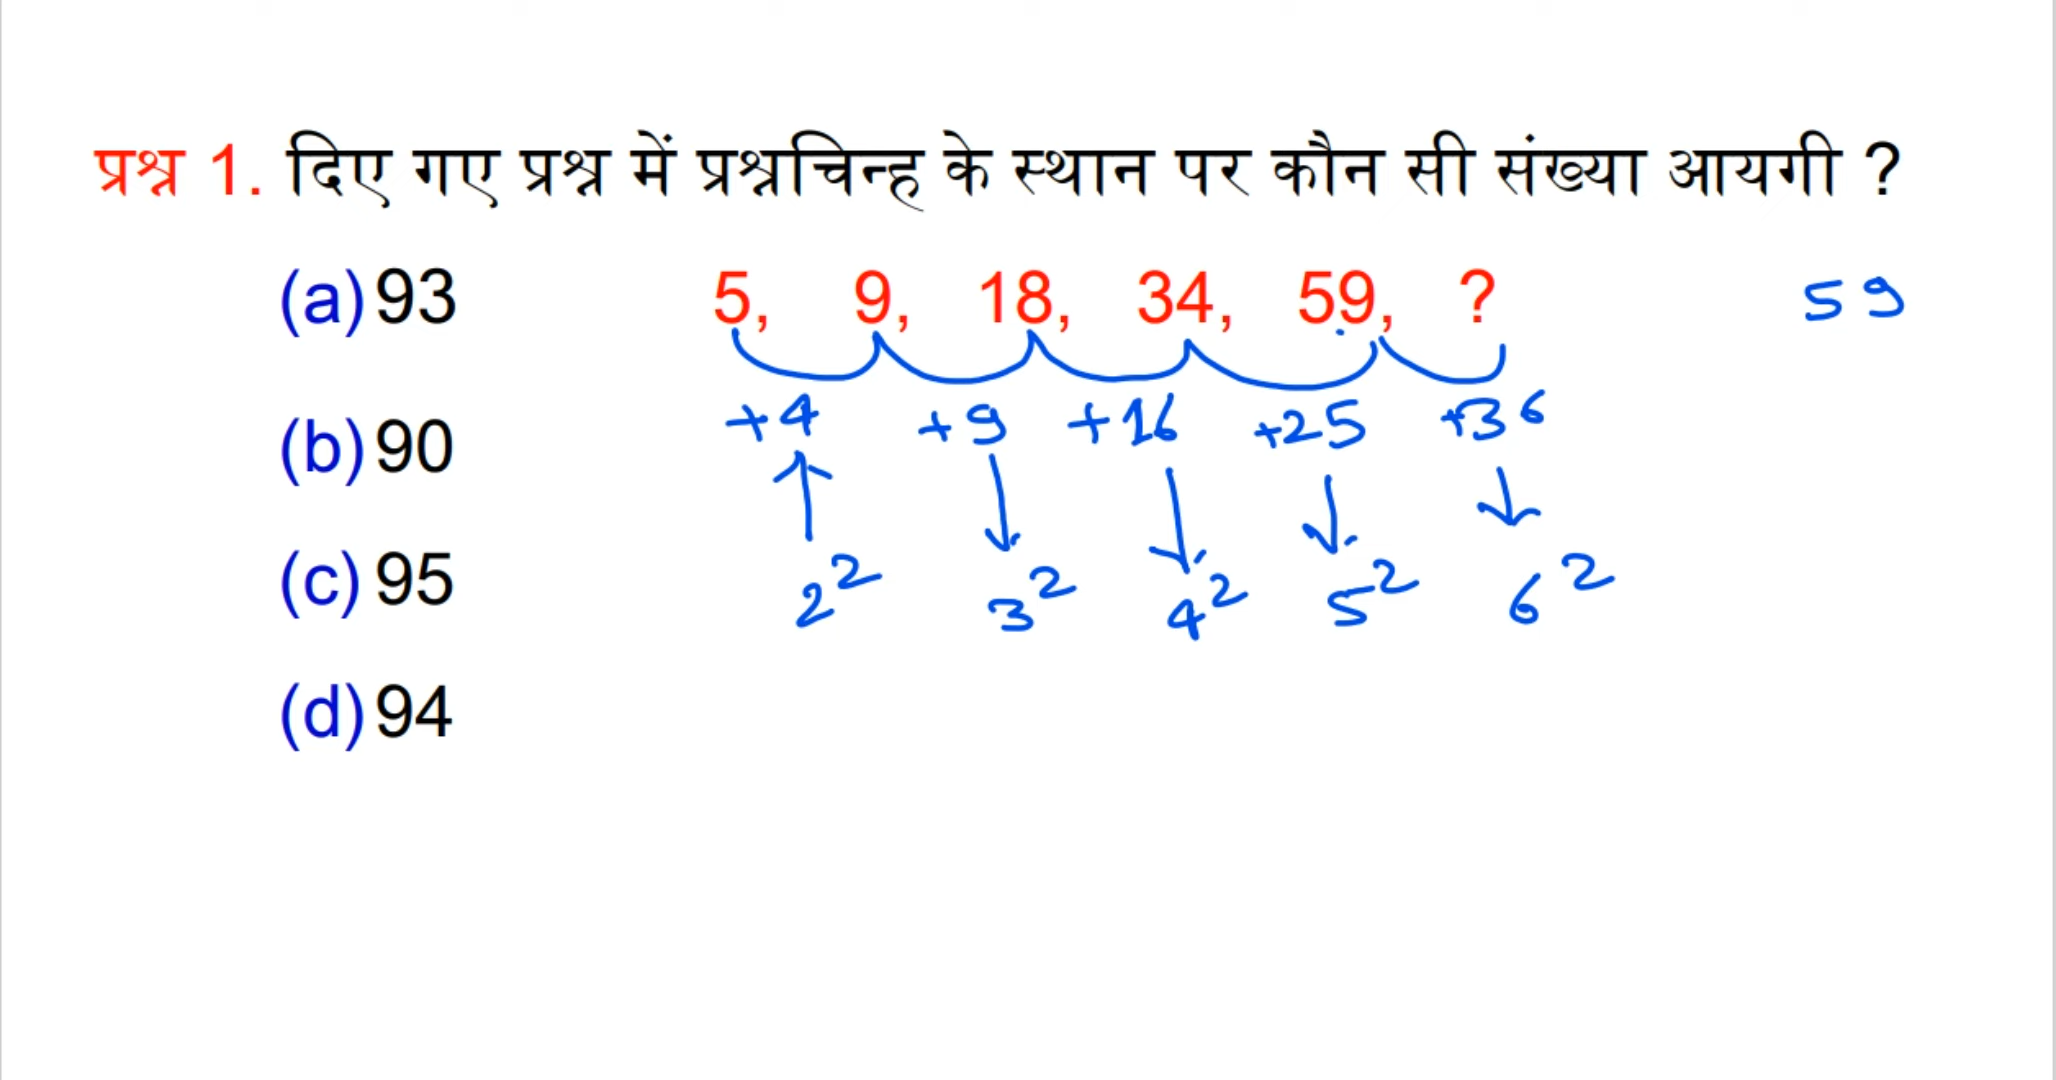 प्रश्न 1. दिए गए प्रश्न में प्रश्नचिन्ह के स्थान पर कौन सी संख्या आयगी ?
(a) 93 5, 9, 18, 34, 59, ? 59
(b) 90 +4 +9 +16 +25 +36
(c) 95 2² 3² 4² 5² 6²
(d) 94